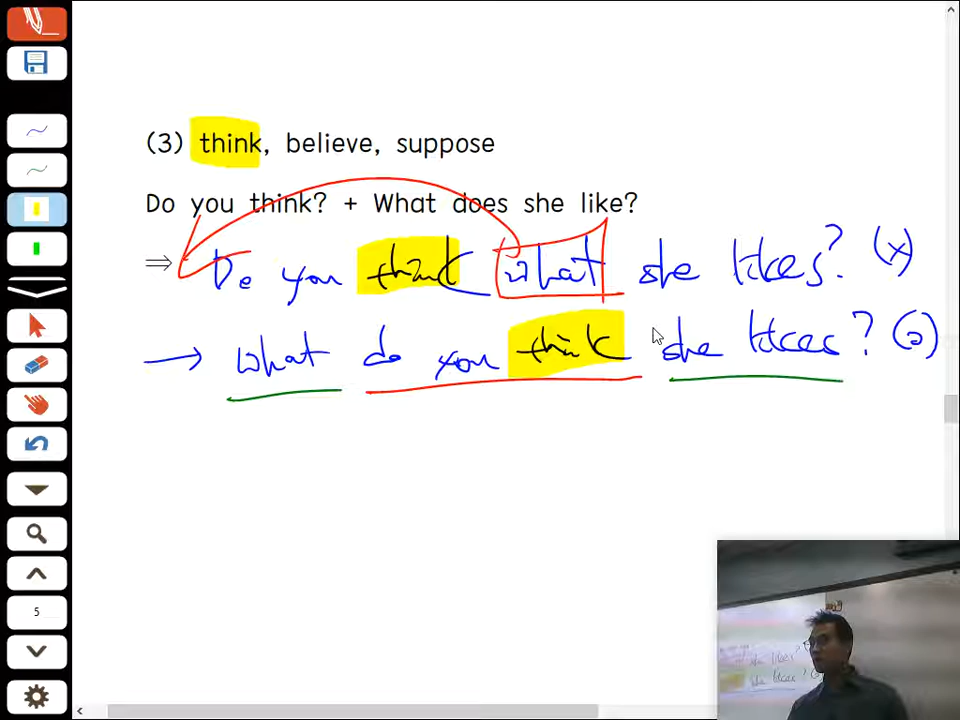 (3) think, believe, suppose
Do you think? + What does she like?
⇒ Do you think what she likes? (x)
→ What do you think she likes? (o)
5